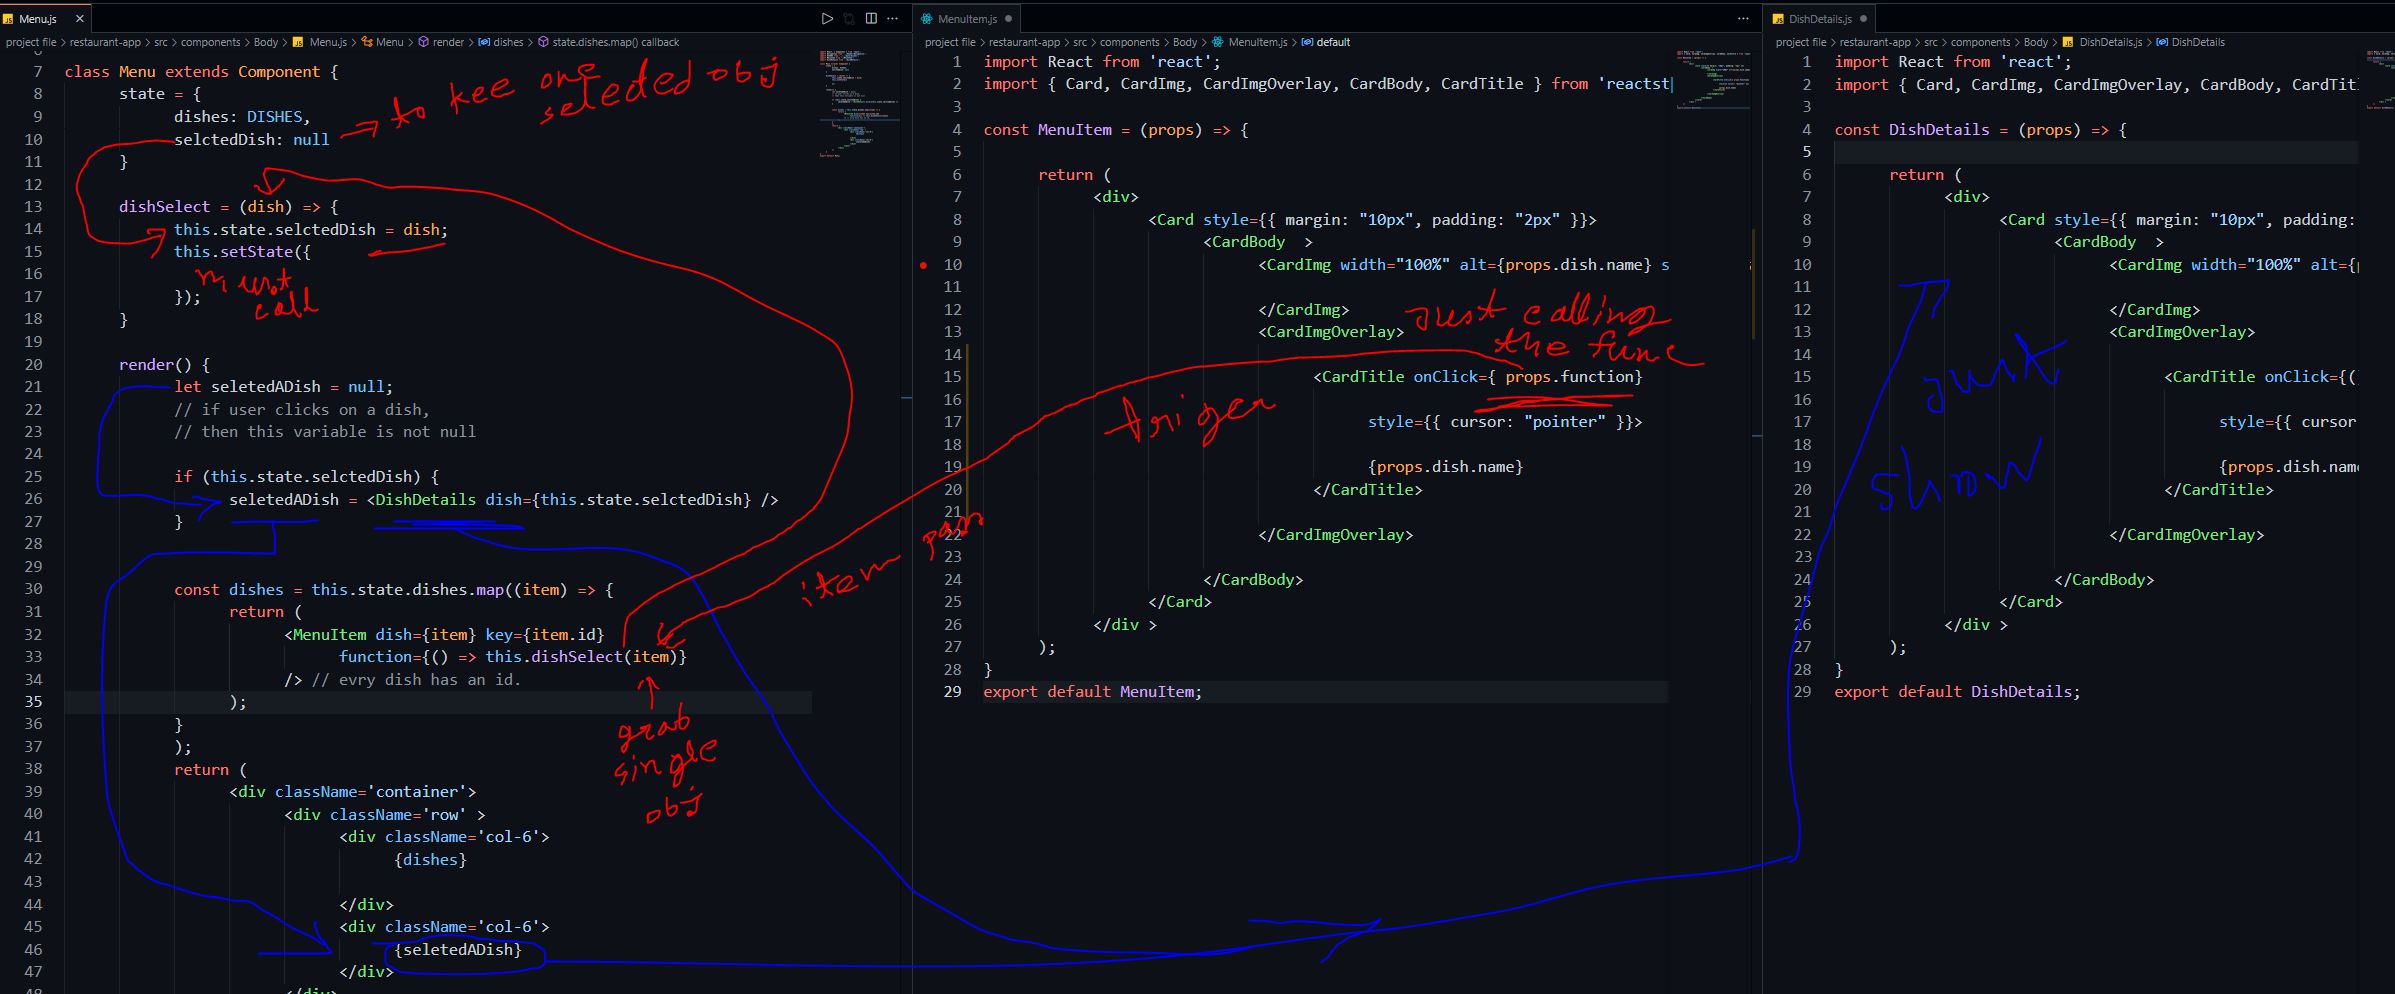 Menu.js
project file > restaurant-app > src > components > Body > Menu.js > Menu > render > dishes > state.dishes.map() callback
7 class Menu extends Component {
8 state = {
9 dishes: DISHES,
10 selctedDish: null
11 }
12
13 dishSelect = (dish) => {
14 this.state.selctedDish = dish;
15 this.setState({
16
17 });
18 }
19
20 render() {
21 let seletedADish = null;
22 // if user clicks on a dish,
23 // then this variable is not null
24
25 if (this.state.selctedDish) {
26 seletedADish = <DishDetails dish={this.state.selctedDish} />
27 }
28
29
30 const dishes = this.state.dishes.map((item) => {
31 return (
32 <MenuItem dish={item} key={item.id}
33 function={() => this.dishSelect(item)}
34 /> // evry dish has an id.
35 );
36 }
37 );
38 return (
39 <div className='container'>
40 <div className='row' >
41 <div className='col-6'>
42 {dishes}
43
44 </div>
45 <div className='col-6'>
46 {seletedADish}
47 </div>
48 </div>
to kee one
selected obj
must
call
grab
single
obj
item pass
MenuItem.js
project file > restaurant-app > src > components > Body > MenuItem.js > default
1 import React from 'react';
2 import { Card, CardImg, CardImgOverlay, CardBody, CardTitle } from 'reactst
3
4 const MenuItem = (props) => {
5
6 return (
7 <div>
8 <Card style={{ margin: "10px", padding: "2px" }}>
9 <CardBody >
10 <CardImg width="100%" alt={props.dish.name} s
11
12 </CardImg>
13 <CardImgOverlay>
14
15 <CardTitle onClick={ props.function}
16
17 style={{ cursor: "pointer" }}>
18
19 {props.dish.name}
20 </CardTitle>
21
22 </CardImgOverlay>
23
24 </CardBody>
25 </Card>
26 </div >
27 );
28 }
29 export default MenuItem;
Just calling
the func
triger
DishDetails.js
project file > restaurant-app > src > components > Body > DishDetails.js > DishDetails
1 import React from 'react';
2 import { Card, CardImg, CardImgOverlay, CardBody, CardTitl
3
4 const DishDetails = (props) => {
5
6 return (
7 <div>
8 <Card style={{ margin: "10px", padding:
9 <CardBody >
10 <CardImg width="100%" alt={p
11
12 </CardImg>
13 <CardImgOverlay>
14
15 <CardTitle onClick={()
16
17 style={{ cursor
18
19 {props.dish.name
20 </CardTitle>
21
22 </CardImgOverlay>
23
24 </CardBody>
25 </Card>
26 </div >
27 );
28 }
29 export default DishDetails;
just
show